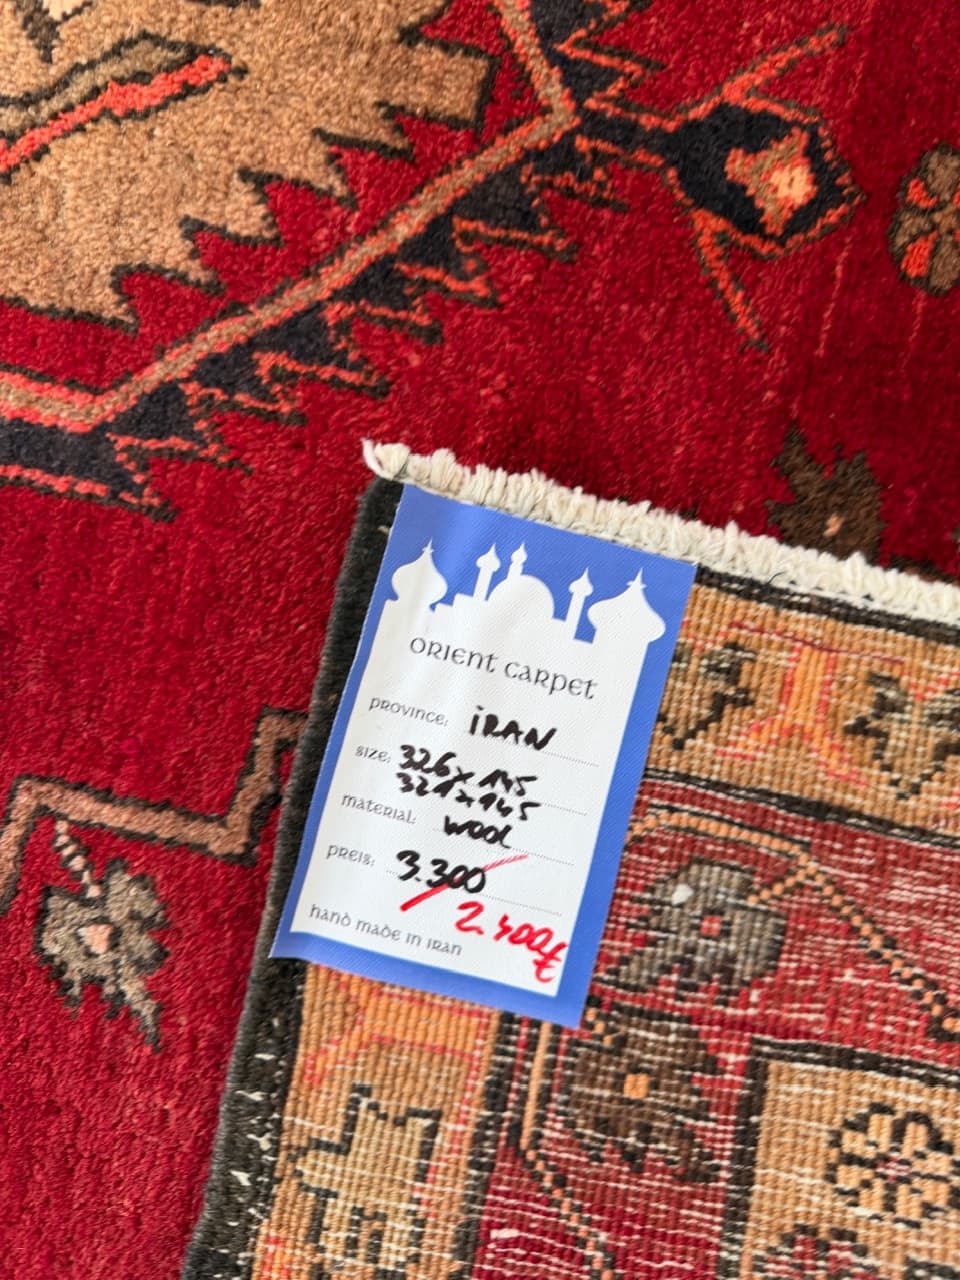 ORIENT CARPET
PROVINCE: IRAN
SIZE: 326 x 145
321 x 145
MATERIAL: WOOL
PREIS: 3.300
2.400€
HAND MADE IN IRAN